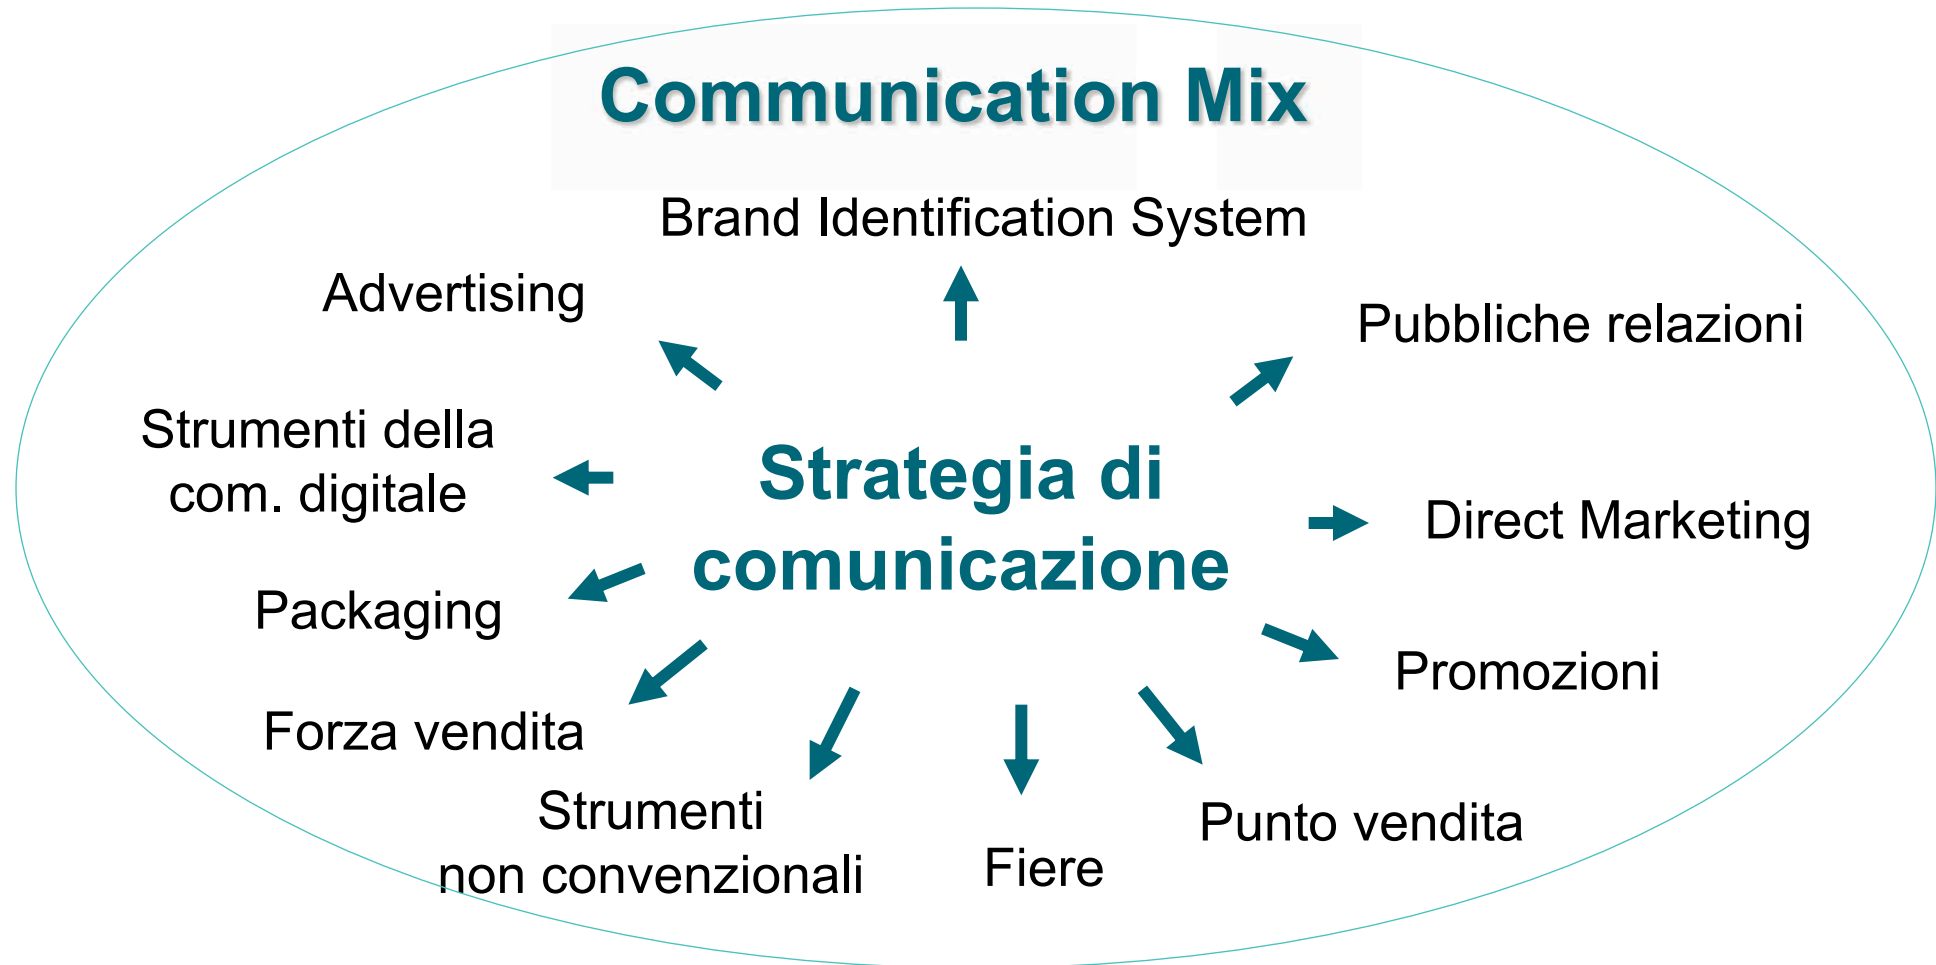 Communication Mix
Brand Identification System
Advertising
Pubbliche relazioni
Strumenti della
com. digitale
Strategia di
comunicazione
Direct Marketing
Packaging
Promozioni
Forza vendita
Strumenti
non convenzionali
Fiere
Punto vendita